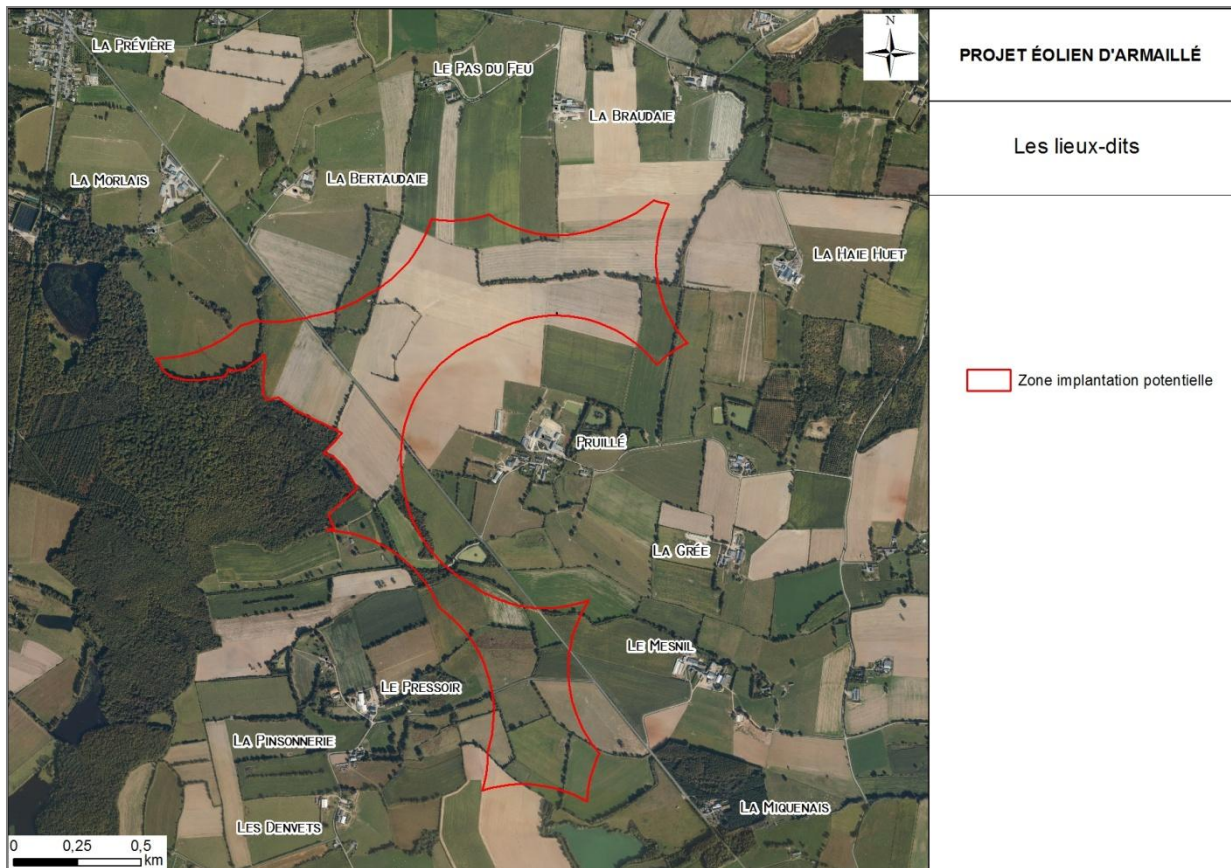 PROJET ÉOLIEN D'ARMAILLÉ
Les lieux-dits
Zone implantation potentielle
N
LA PRÉVIÈRE
LE PAS DU FEU
LA BRAUDAIE
LA MORLAIS
LA BERTAUDAIE
LA HAIE HUET
PRUILLÉ
LA GRÉE
LE MESNIL
LE PRESSOIR
LA PINSONNERIE
LES DENVETS
LA MIQUENAIS
0 0,25 0,5
km